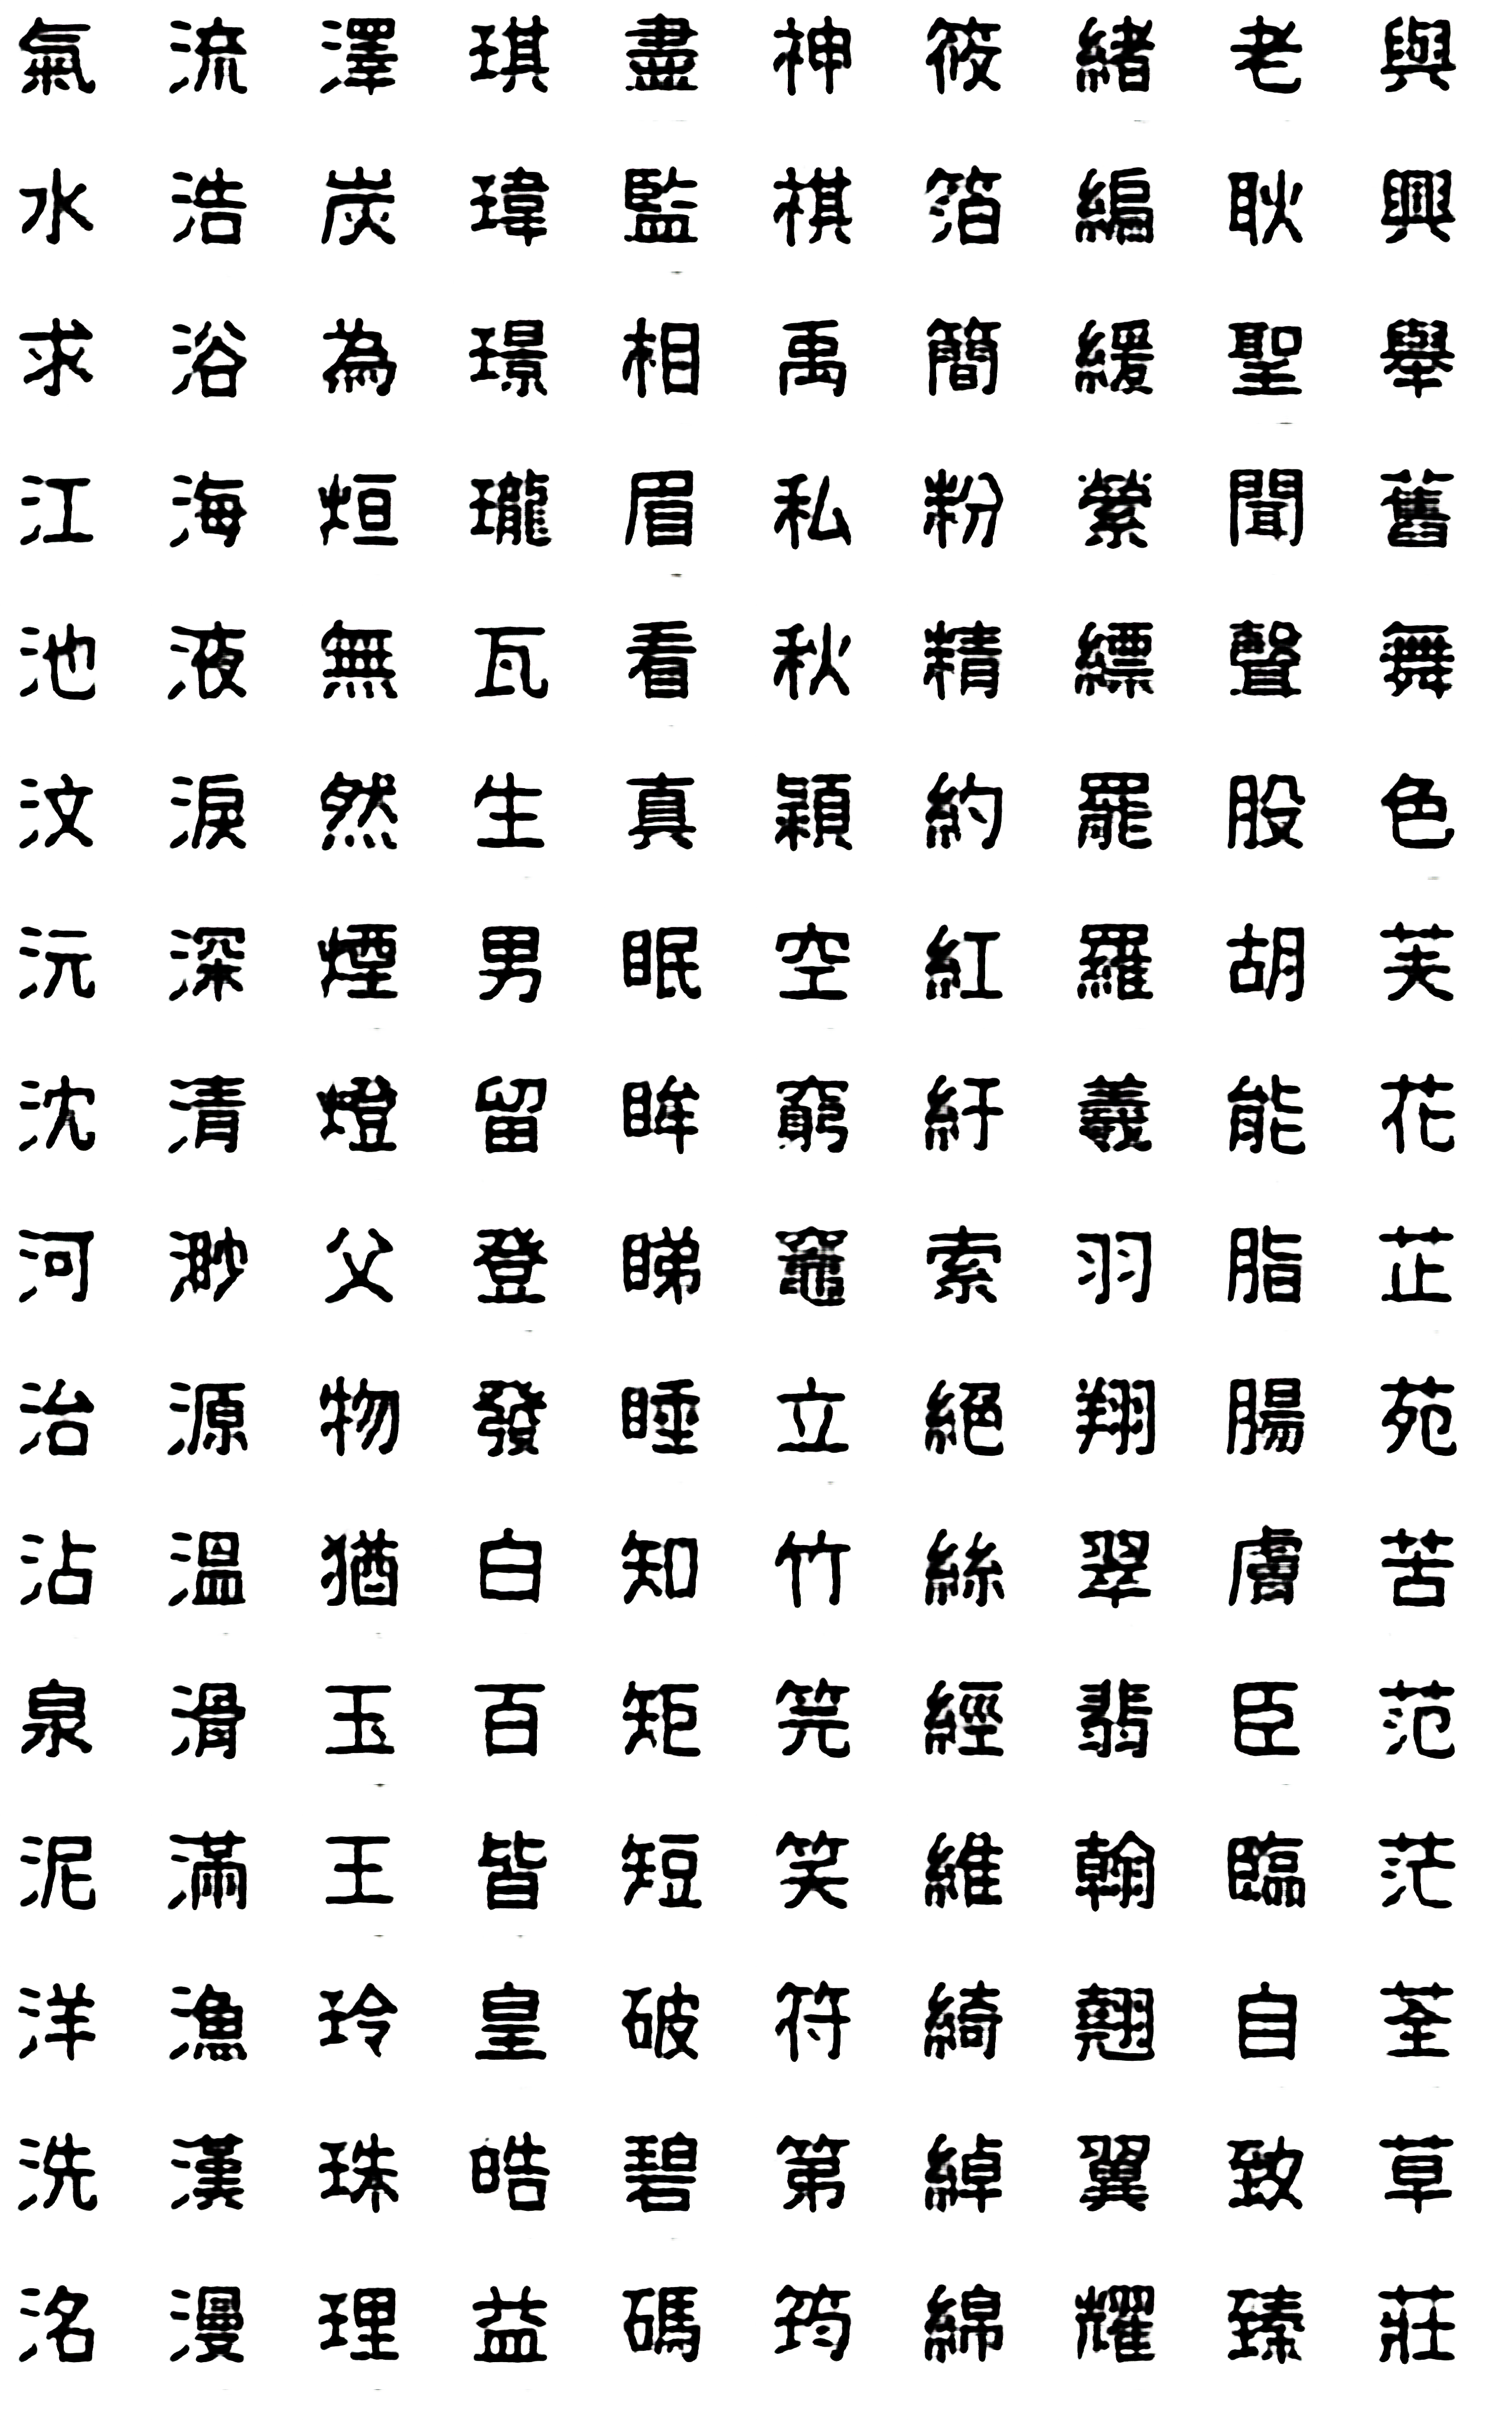 氣 流 澤 琪 盡 神 筱 緒 老 與
水 浩 炭 瑋 監 祺 箔 編 耿 興
求 浴 為 璟 相 禹 簡 緩 聖 舉
江 海 烜 瓏 眉 私 粉 縈 聞 舊
池 液 無 瓦 看 秋 精 縹 聲 舞
汶 淚 然 生 真 穎 約 罷 股 色
沅 深 煙 男 眠 空 紅 羅 胡 芙
沈 清 燈 留 眸 窮 紆 羲 能 花
河 渺 父 登 睇 竈 索 羽 脂 芷
治 源 物 發 睡 立 絕 翔 腸 苑
沾 溫 猶 白 知 竹 絲 翠 膚 苦
泉 滑 玉 百 矩 笎 經 翡 臣 范
泥 滿 王 皆 短 笑 維 翰 臨 茫
洋 漁 玲 皇 破 符 綺 翹 自 荃
洗 漢 珠 皓 碧 第 綽 翼 致 草
洛 漫 理 益 碼 筠 綿 耀 臻 莊